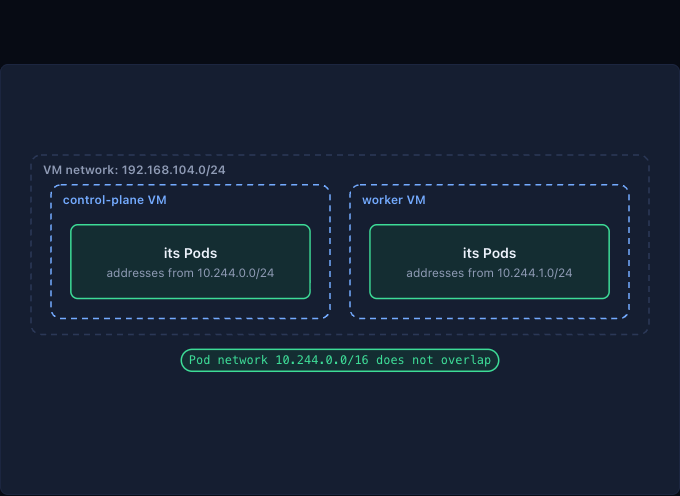 VM network: 192.168.104.0/24
control-plane VM
its Pods
addresses from 10.244.0.0/24
worker VM
its Pods
addresses from 10.244.1.0/24
Pod network 10.244.0.0/16 does not overlap